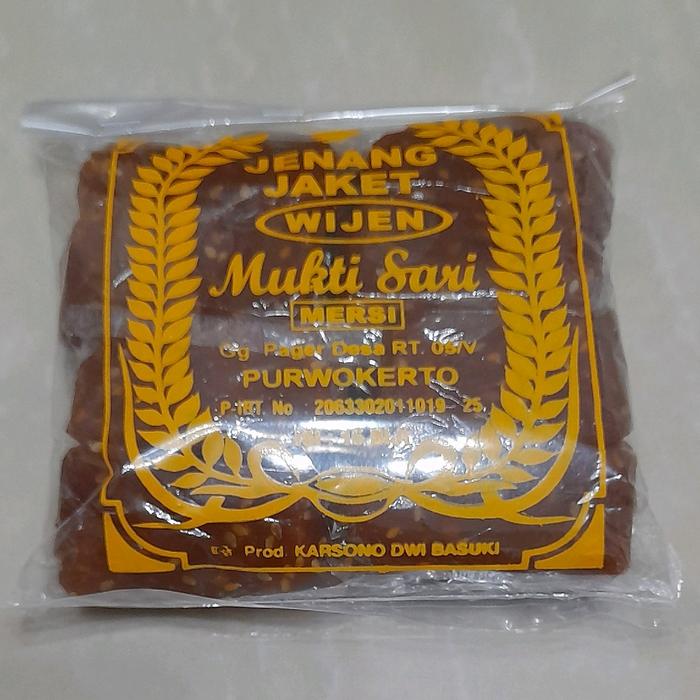 JENANG
JAKET
WIJEN
Mukti Sari
MERSI
Gg. Pager Desa RT. 05/V
PURWOKERTO
P-IRT No. 2063302011019-25
Prod. KARSONO DWI BASUKI